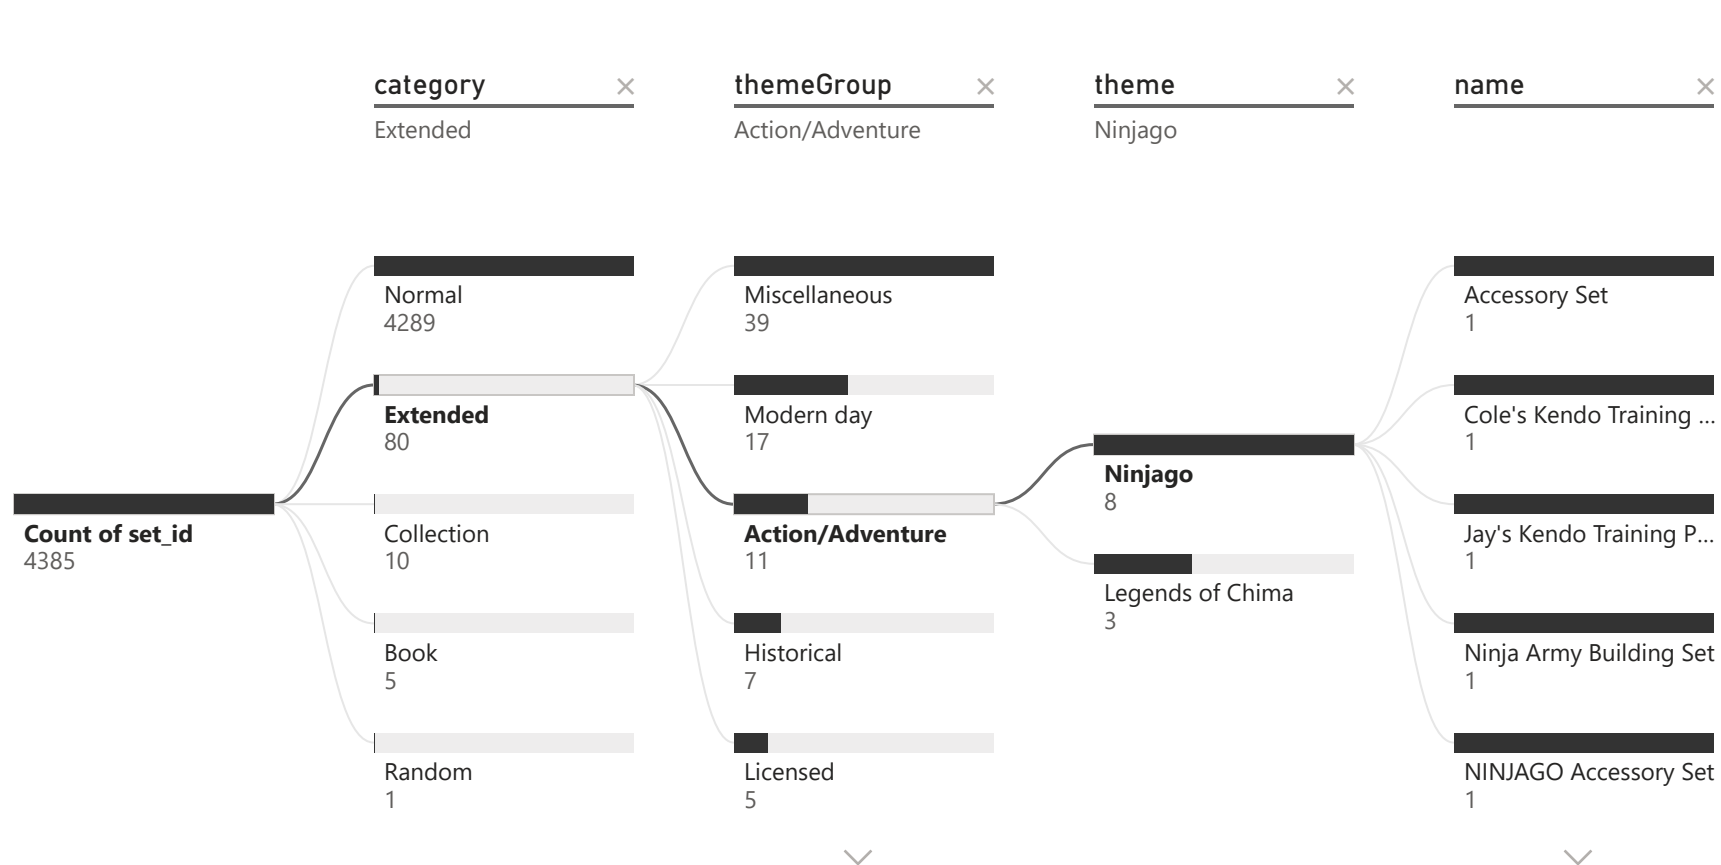 category
themeGroup
theme
name
Extended
Action/Adventure
Ninjago
Count of set_id
4385
Normal
4289
Extended
80
Collection
10
Book
5
Random
1
Miscellaneous
39
Modern day
17
Action/Adventure
11
Historical
7
Licensed
5
Ninjago
8
Legends of Chima
3
Accessory Set
1
Cole's Kendo Training ...
1
Jay's Kendo Training P...
1
Ninja Army Building Set
1
NINJAGO Accessory Set
1